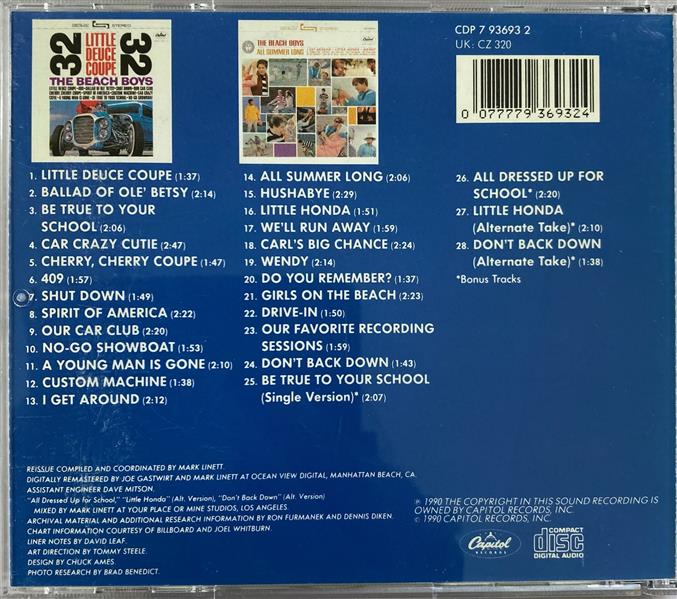 STEREO
LITTLE
DEUCE
COUPE
32
32
THE BEACH BOYS
STEREO
Capitol
THE BEACH BOYS
ALL SUMMER LONG
CDP 7 93693 2
UK: CZ 320
0 077779 369324
1. LITTLE DEUCE COUPE (1:37)
2. BALLAD OF OLE' BETSY (2:14)
3. BE TRUE TO YOUR
SCHOOL (2:06)
4. CAR CRAZY CUTIE (2:47)
5. CHERRY, CHERRY COUPE (1:47)
6. 409 (1:57)
7. SHUT DOWN (1:49)
8. SPIRIT OF AMERICA (2:22)
9. OUR CAR CLUB (2:20)
10. NO-GO SHOWBOAT (1:53)
11. A YOUNG MAN IS GONE (2:10)
12. CUSTOM MACHINE (1:38)
13. I GET AROUND (2:12)
14. ALL SUMMER LONG (2:06)
15. HUSHABYE (2:29)
16. LITTLE HONDA (1:51)
17. WE'LL RUN AWAY (1:59)
18. CARL'S BIG CHANCE (2:24)
19. WENDY (2:14)
20. DO YOU REMEMBER? (1:37)
21. GIRLS ON THE BEACH (2:23)
22. DRIVE-IN (1:50)
23. OUR FAVORITE RECORDING
SESSIONS (1:59)
24. DON'T BACK DOWN (1:43)
25. BE TRUE TO YOUR SCHOOL
(Single Version)* (2:07)
26. ALL DRESSED UP FOR
SCHOOL* (2:20)
27. LITTLE HONDA
(Alternate Take)* (2:10)
28. DON'T BACK DOWN
(Alternate Take)* (1:38)
*Bonus Tracks
REISSUE COMPILED AND COORDINATED BY MARK LINETT.
DIGITALLY REMASTERED BY JOE GASTWIRT AND MARK LINETT AT OCEAN VIEW DIGITAL, MANHATTAN BEACH, CA.
ASSISTANT ENGINEER DAVE MITSON.
"All Dressed Up for School," "Little Honda" (Alt. Version), "Don't Back Down" (Alt. Version)
MIXED BY MARK LINETT AT YOUR PLACE OR MINE STUDIOS, LOS ANGELES.
ARCHIVAL MATERIAL AND ADDITIONAL RESEARCH INFORMATION BY RON FURMANEK AND DENNIS DIKEN.
CHART INFORMATION COURTESY OF BILLBOARD AND JOEL WHITBURN.
LINER NOTES BY DAVID LEAF.
ART DIRECTION BY TOMMY STEELE.
DESIGN BY CHUCK AMES.
PHOTO RESEARCH BY BRAD BENEDICT.
℗ 1990 THE COPYRIGHT IN THIS SOUND RECORDING IS
OWNED BY CAPITOL RECORDS, INC.
© 1990 CAPITOL RECORDS, INC.
Capitol
RECORDS
COMPACT
disc
DIGITAL AUDIO